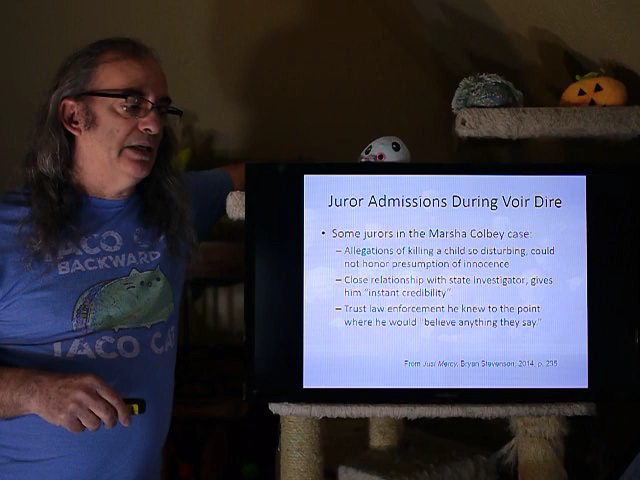 TACO CAT
BACKWARD
TACO CAT
Juror Admissions During Voir Dire
• Some jurors in the Marsha Colbey case:
– Allegations of killing a child so disturbing, could
not honor presumption of innocence
– Close relationship with state investigator, gives
him "instant credibility"
– Trust law enforcement he knew to the point
where he would "believe anything they say."
From Just Mercy, Bryan Stevenson, 2014, p. 235